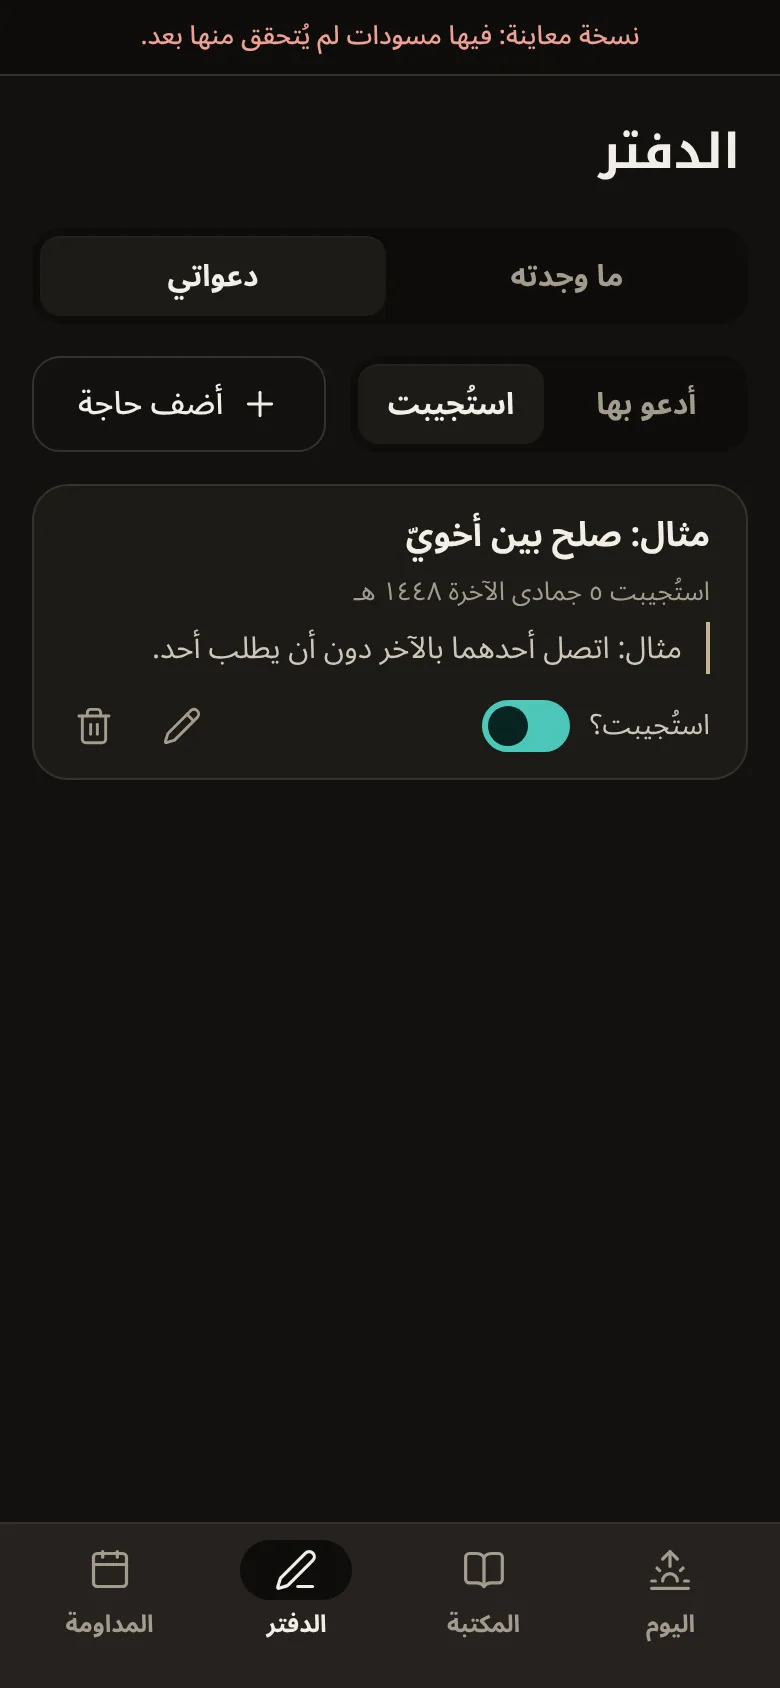 نسخة معاينة: فيها مسودات لم يُتحقق منها بعد.
الدفتر
ما وجدته
دعواتي
أدعو بها
استُجيبت
أضف حاجة
مثال: صلح بين أخويّ
استُجيبت ٥ جمادى الآخرة ١٤٤٨ هـ
مثال: اتصل أحدهما بالآخر دون أن يطلب أحد.
استُجيبت؟
اليوم
المكتبة
الدفتر
المداومة